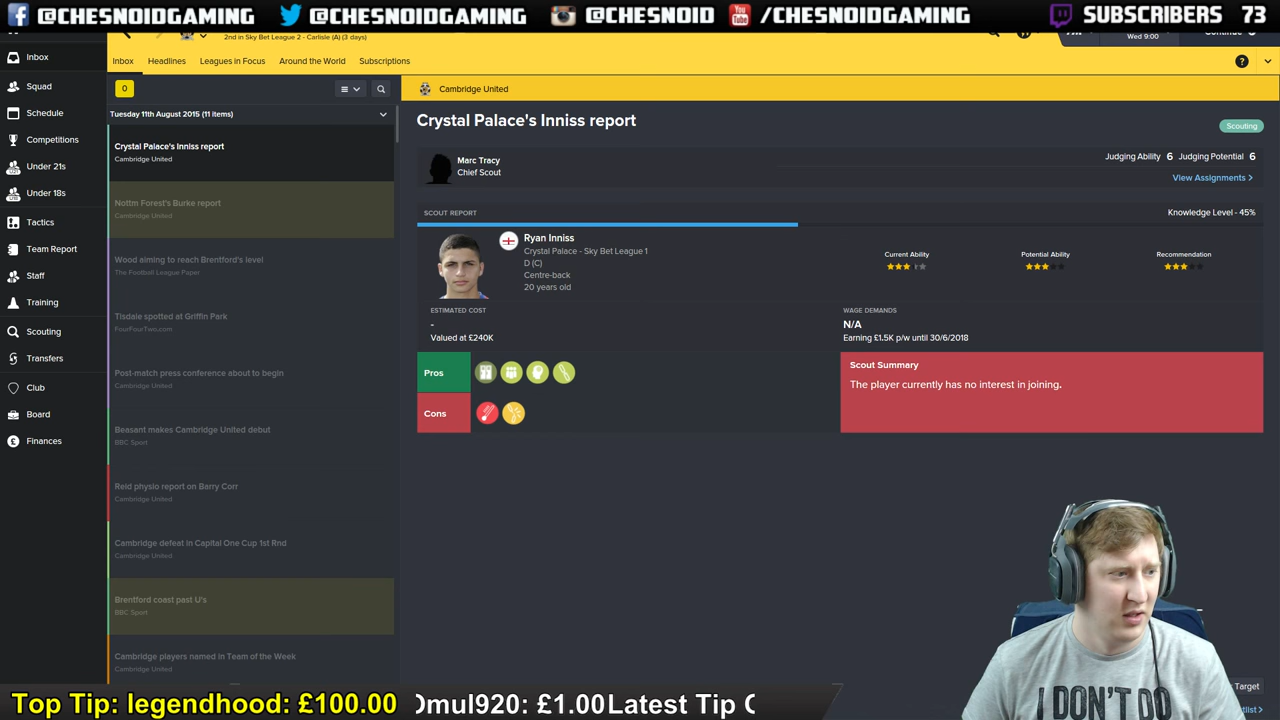 @CHESNOIDGAMING @CHESNOIDGAMING @CHESNOID /CHESNOIDGAMING SUBSCRIBERS 73
2nd in Sky Bet League 2 - Carlisle (A) (3 days)
Wed 9:00
Continue
Inbox
Squad
Schedule
Competitions
Under 21s
Under 18s
Tactics
Team Report
Staff
Training
Scouting
Transfers
Club
Board
Finances
Inbox Headlines Leagues in Focus Around the World Subscriptions
0
Tuesday 11th August 2015 (11 items)
Crystal Palace's Inniss report
Cambridge United
Nottm Forest's Burke report
Cambridge United
Wood aiming to reach Brentford's level
The Football League Paper
Tisdale spotted at Griffin Park
FourFourTwo.com
Post-match press conference about to begin
Cambridge United
Beasant makes Cambridge United debut
BBC Sport
Reid physio report on Barry Corr
Cambridge United
Cambridge defeat in Capital One Cup 1st Rnd
Cambridge United
Brentford coast past U's
BBC Sport
Cambridge players named in Team of the Week
Cambridge United
Cambridge United
Crystal Palace's Inniss report
Scouting
Marc Tracy
Chief Scout
Judging Ability 6 Judging Potential 6
View Assignments >
SCOUT REPORT
Knowledge Level - 45%
Ryan Inniss
Crystal Palace - Sky Bet League 1
D (C)
Centre-back
20 years old
Current Ability
Potential Ability
Recommendation
ESTIMATED COST
-
Valued at £240K
WAGE DEMANDS
N/A
Earning £1.5K p/w until 30/6/2018
Pros
Cons
Scout Summary
The player currently has no interest in joining.
I DON'T DO
Target
Top Tip: legendhood: £100.00
Omul920: £1.00Latest Tip